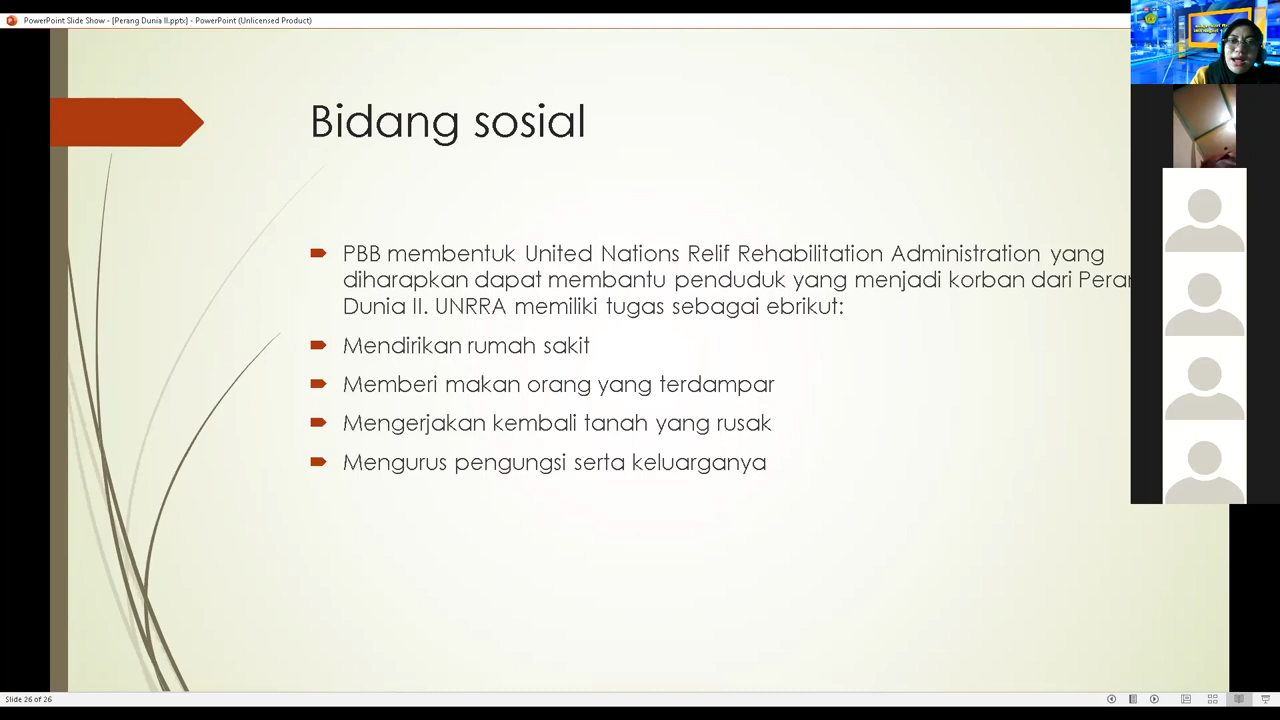 PowerPoint Slide Show - [Perang Dunia II.pptx] - PowerPoint (Unlicensed Product)
Bidang sosial
PBB membentuk United Nations Relif Rehabilitation Administration yang
diharapkan dapat membantu penduduk yang menjadi korban dari
Dunia II. UNRRA memiliki tugas sebagai ebrikut:
Mendirikan rumah sakit
Memberi makan orang yang terdampar
Mengerjakan kembali tanah yang rusak
Mengurus pengungsi serta keluarganya
Slide 26 of 26